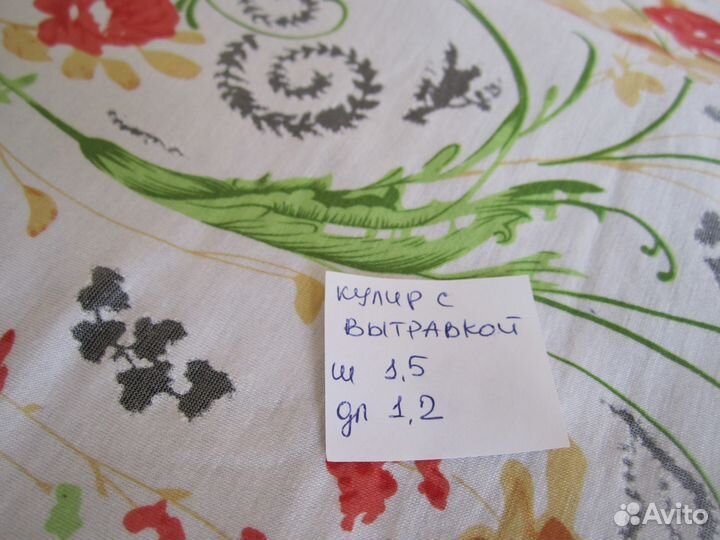 кулир с
вытравкой
ш 1,5
дл 1,2
Avito